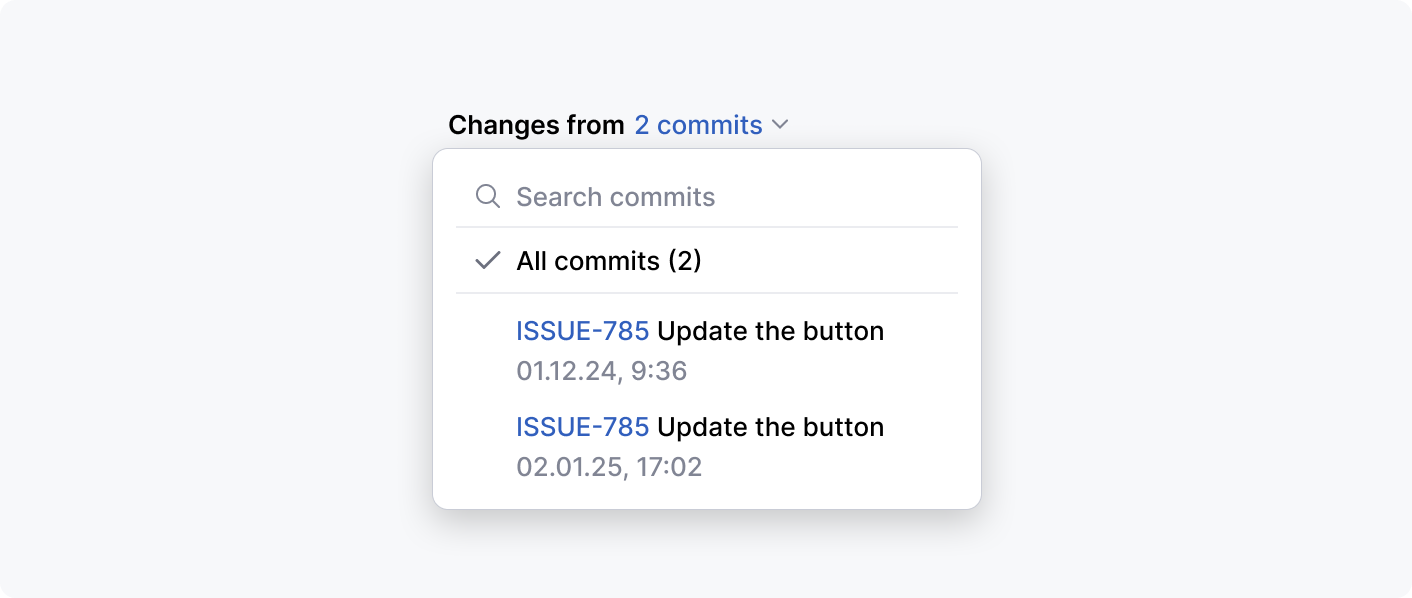 Changes from 2 commits
Search commits
All commits (2)
ISSUE-785 Update the button
01.12.24, 9:36
ISSUE-785 Update the button
02.01.25, 17:02